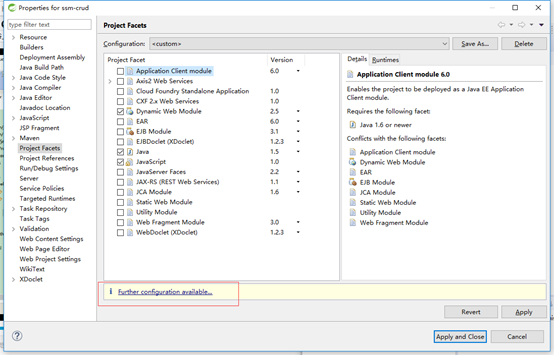 Properties for ssm-crud
type filter text
Resource
Builders
Deployment Assembly
Java Build Path
Java Code Style
Java Compiler
Java Editor
Javadoc Location
JavaScript
JSP Fragment
Maven
Project Facets
Project References
Run/Debug Settings
Server
Service Policies
Targeted Runtimes
Task Repository
Task Tags
Validation
Web Content Settings
Web Page Editor
Web Project Settings
WikiText
XDoclet
Project Facets
Configuration: <custom>
Save As...
Delete
Project Facet Version
Application Client module 6.0
Axis2 Web Services
Cloud Foundry Standalone Application 1.0
CXF 2.x Web Services 1.0
Dynamic Web Module 2.5
EAR 6.0
EJB Module 3.1
EJBDoclet (XDoclet) 1.2.3
Java 1.5
JavaScript 1.0
JavaServer Faces 2.2
JAX-RS (REST Web Services) 1.1
JCA Module 1.6
Static Web Module
Utility Module
Web Fragment Module 3.0
WebDoclet (XDoclet) 1.2.3
Details Runtimes
Application Client module 6.0
Enables the project to be deployed as a Java EE Application
Client module.
Requires the following facet:
Java 1.6 or newer
Conflicts with the following facets:
Application Client module
Dynamic Web Module
EAR
EJB Module
JCA Module
Static Web Module
Utility Module
Web Fragment Module
i Further configuration available...
Revert
Apply
? Apply and Close
Cancel